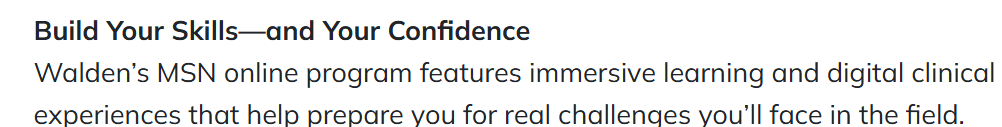 Build Your Skills—and Your Confidence
Walden’s MSN online program features immersive learning and digital clinical
experiences that help prepare you for real challenges you’ll face in the field.